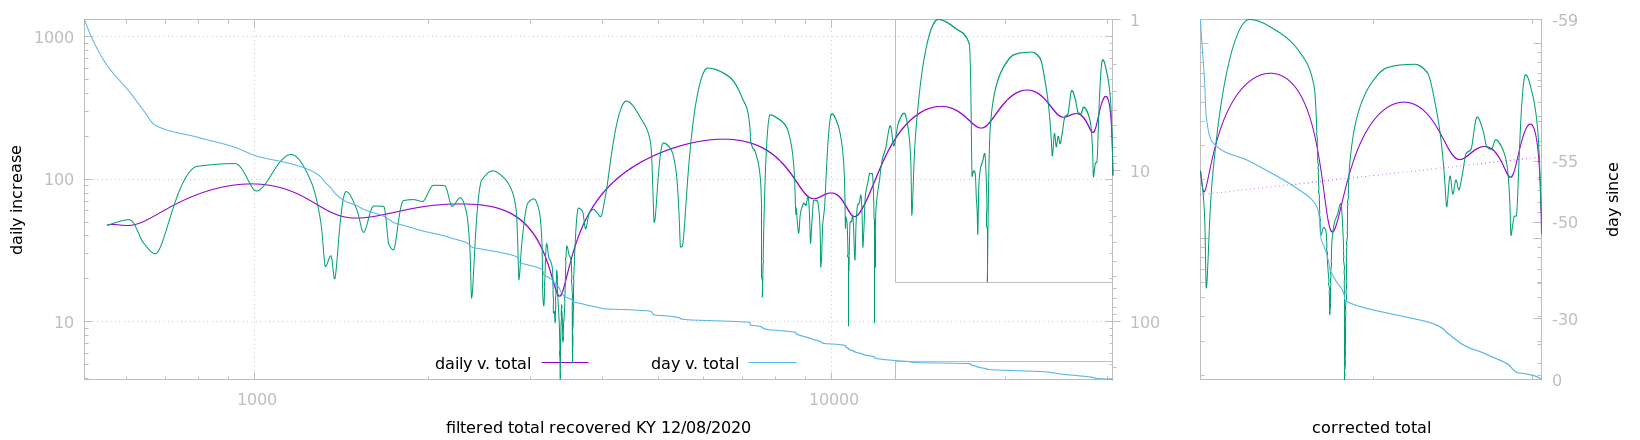 1000
100
10
daily increase
1000
10000
filtered total recovered KY 12/08/2020
daily v. total
day v. total
1
10
100
-59
-55
-50
-30
0
day since
corrected total